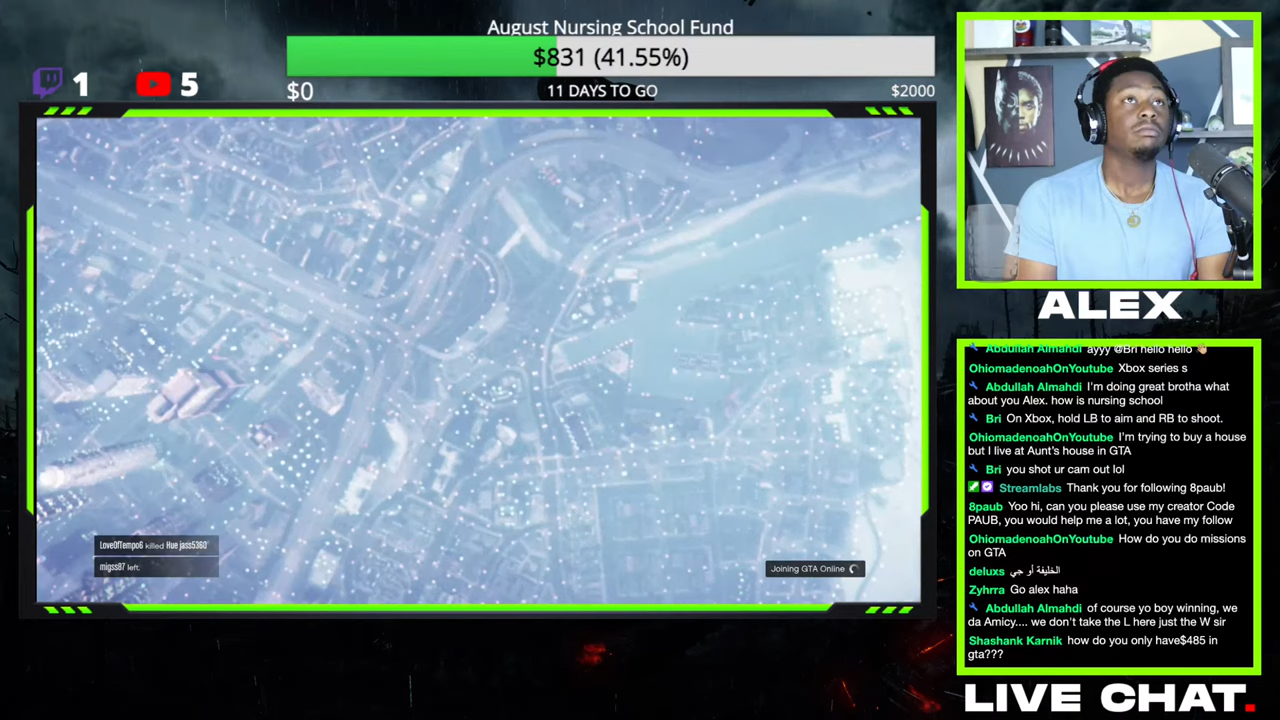 August Nursing School Fund
$831 (41.55%)
1
5
$0
11 DAYS TO GO
$2000
LoveOfTempo6 killed Hue jass5360
migss87 left.
Joining GTA Online
ALEX
Abdullah Almahdi ayyy @Bri hello hello 👋
OhiomadenoahOnYoutube Xbox series s
Abdullah Almahdi I'm doing great brotha what
about you Alex. how is nursing school
Bri On Xbox, hold LB to aim and RB to shoot.
OhiomadenoahOnYoutube I'm trying to buy a house
but I live at Aunt's house in GTA
Bri you shot ur cam out lol
Streamlabs Thank you for following 8paub!
8paub Yoo hi, can you please use my creator Code
PAUB, you would help me a lot, you have my follow
OhiomadenoahOnYoutube How do you do missions
on GTA
deluxs الخليفة أو جي
Zyhrra Go alex haha
Abdullah Almahdi of course yo boy winning, we
da Amicy.... we don't take the L here just the W sir
Shashank Karnik how do you only have$485 in
gta???
LIVE CHAT.